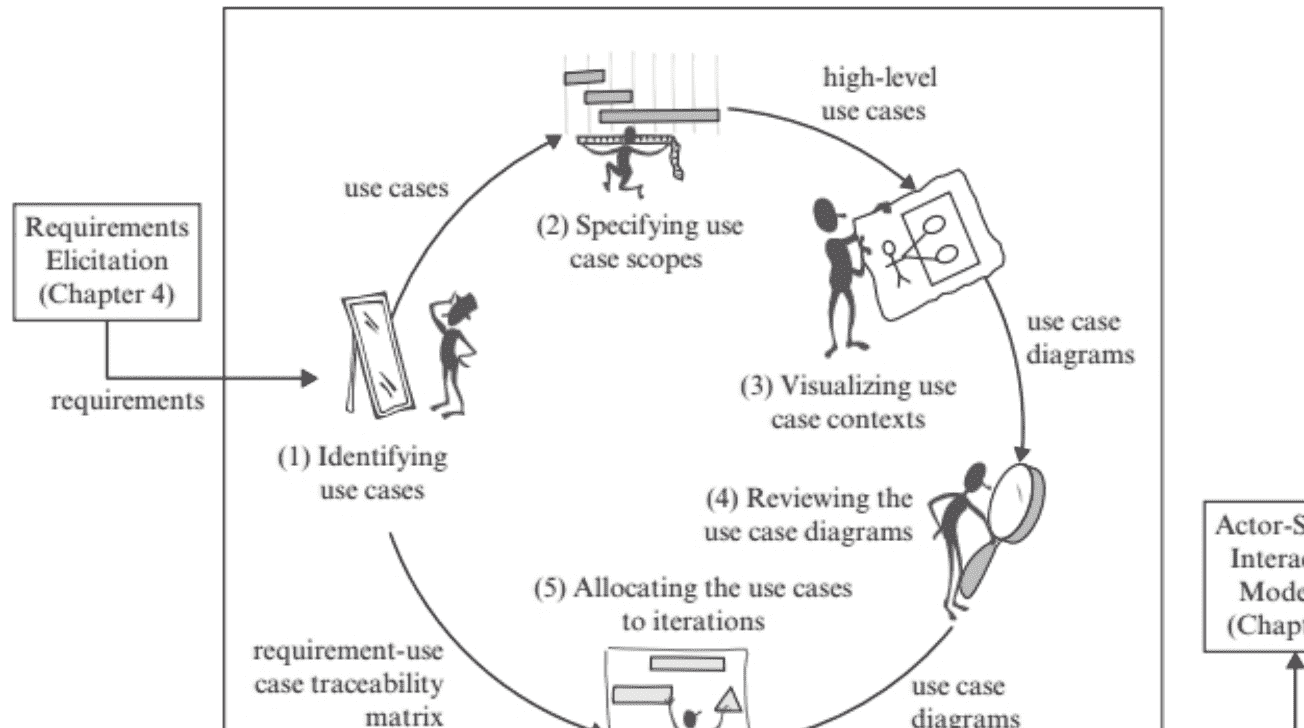 high-level
use cases
use cases
(2) Specifying use
case scopes
Requirements
Elicitation
(Chapter 4)
use case
diagrams
requirements
(3) Visualizing use
case contexts
(1) Identifying
use cases
(4) Reviewing the
use case diagrams
(5) Allocating the use cases
to iterations
requirement-use
case traceability
matrix
use case
diagrams